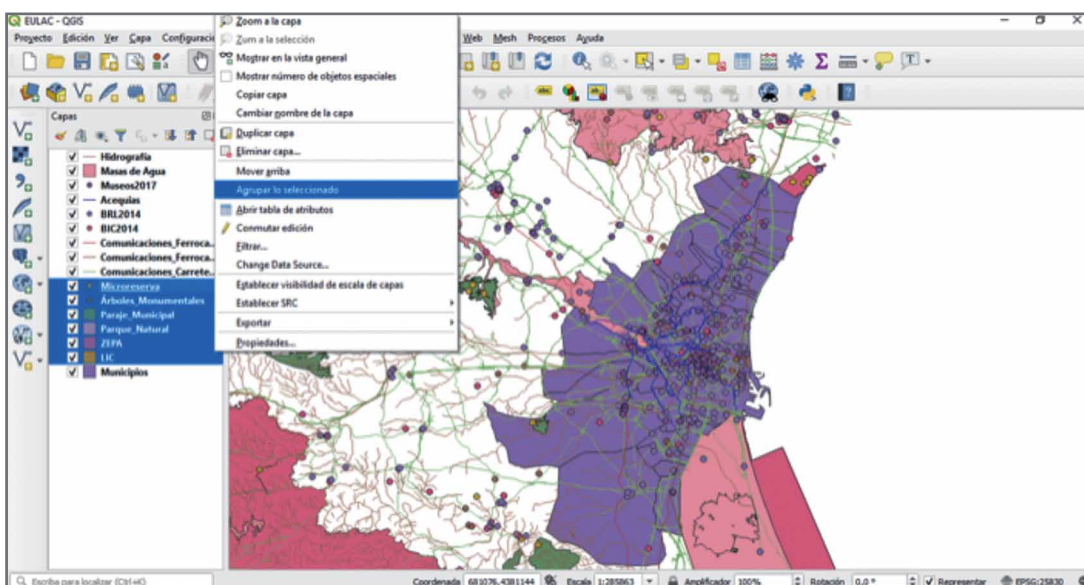 EULAC - QGIS
Proyecto Edición Ver Capa Configuraci
Web Mesh Procesos Ayuda
Zoom a la capa
Zum a la selección
Mostrar en la vista general
Mostrar número de objetos espaciales
Copiar capa
Cambiar nombre de la capa
Duplicar capa
Eliminar capa...
Mover arriba
Agrupar lo seleccionado
Abrir tabla de atributos
Conmutar edición
Filtrar...
Change Data Source...
Establecer visibilidad de escala de capas
Establecer SRC
Exportar
Propiedades...
Capas
Hidrografía
Masas de Agua
Museos2017
Acequias
BRL2014
BIC2014
Comunicaciones_Ferroca...
Comunicaciones_Ferroca...
Comunicaciones_Carrete...
Microreserva
Árboles_Monumentales
Paraje_Municipal
Parque_Natural
ZEPA
LIC
Municipios
Escriba para localizar (Ctrl+K)
Coordenada 681076,4381144 Escala 1:285863 Amplificador 100% Rotación 0,0 ° Representar EPSG:25830